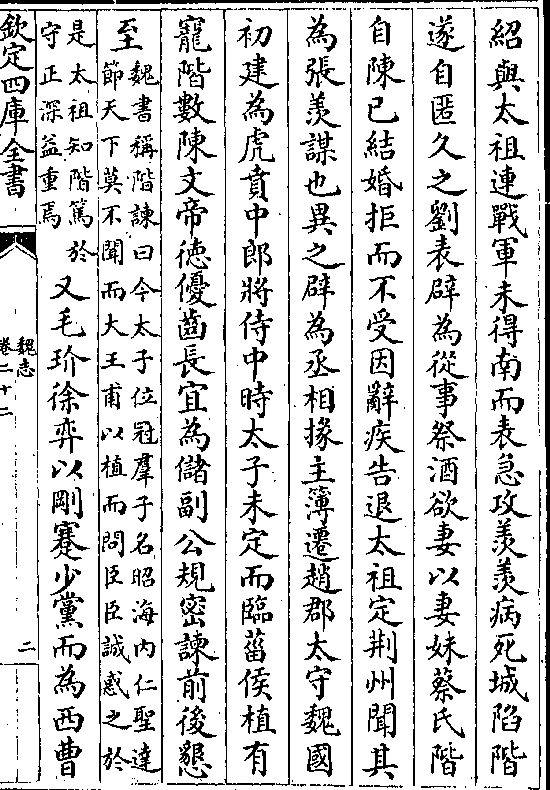 紹與太祖連戰軍未得南而表急攻羨羨病死城陷階
遂自匿久之劉表辟為從事祭酒欲妻以妻妹蔡氏階
自陳已結婚拒而不受因辭疾告退太祖定荆州聞其
為張羨謀也異之辟為丞相掾主簿遷趙郡太守魏國
初建為虎賁中郎將侍中時太子未定而臨菑侯植有
寵階數陳文帝徳優齒長宜為儲副公規密諫前後懇
至
魏書稱階諫曰今太子位冠羣子名昭海内仁聖達
節天下莫不聞而大王甫以植而問臣臣誠惑之於
是太祖知階篤於
守正深益重焉
又毛玠徐弈以剛蹇少黨而為西曹
欽定四庫全書
魏志
卷二十二
二